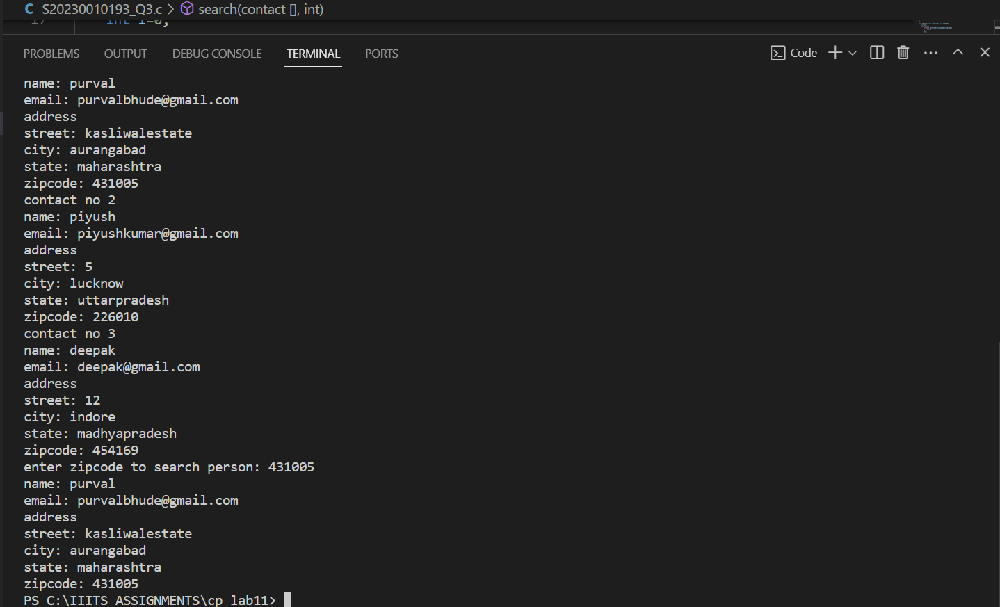 C S20230010193_Q3.c > search(contact [], int)
17 int i=0;
PROBLEMS OUTPUT DEBUG CONSOLE TERMINAL PORTS Code
name: purval
email: purvalbhude@gmail.com
address
street: kasliwalestate
city: aurangabad
state: maharashtra
zipcode: 431005
contact no 2
name: piyush
email: piyushkumar@gmail.com
address
street: 5
city: lucknow
state: uttarpradesh
zipcode: 226010
contact no 3
name: deepak
email: deepak@gmail.com
address
street: 12
city: indore
state: madhyapradesh
zipcode: 454169
enter zipcode to search person: 431005
name: purval
email: purvalbhude@gmail.com
address
street: kasliwalestate
city: aurangabad
state: maharashtra
zipcode: 431005
PS C:\IIITS ASSIGNMENTS\cp lab11>